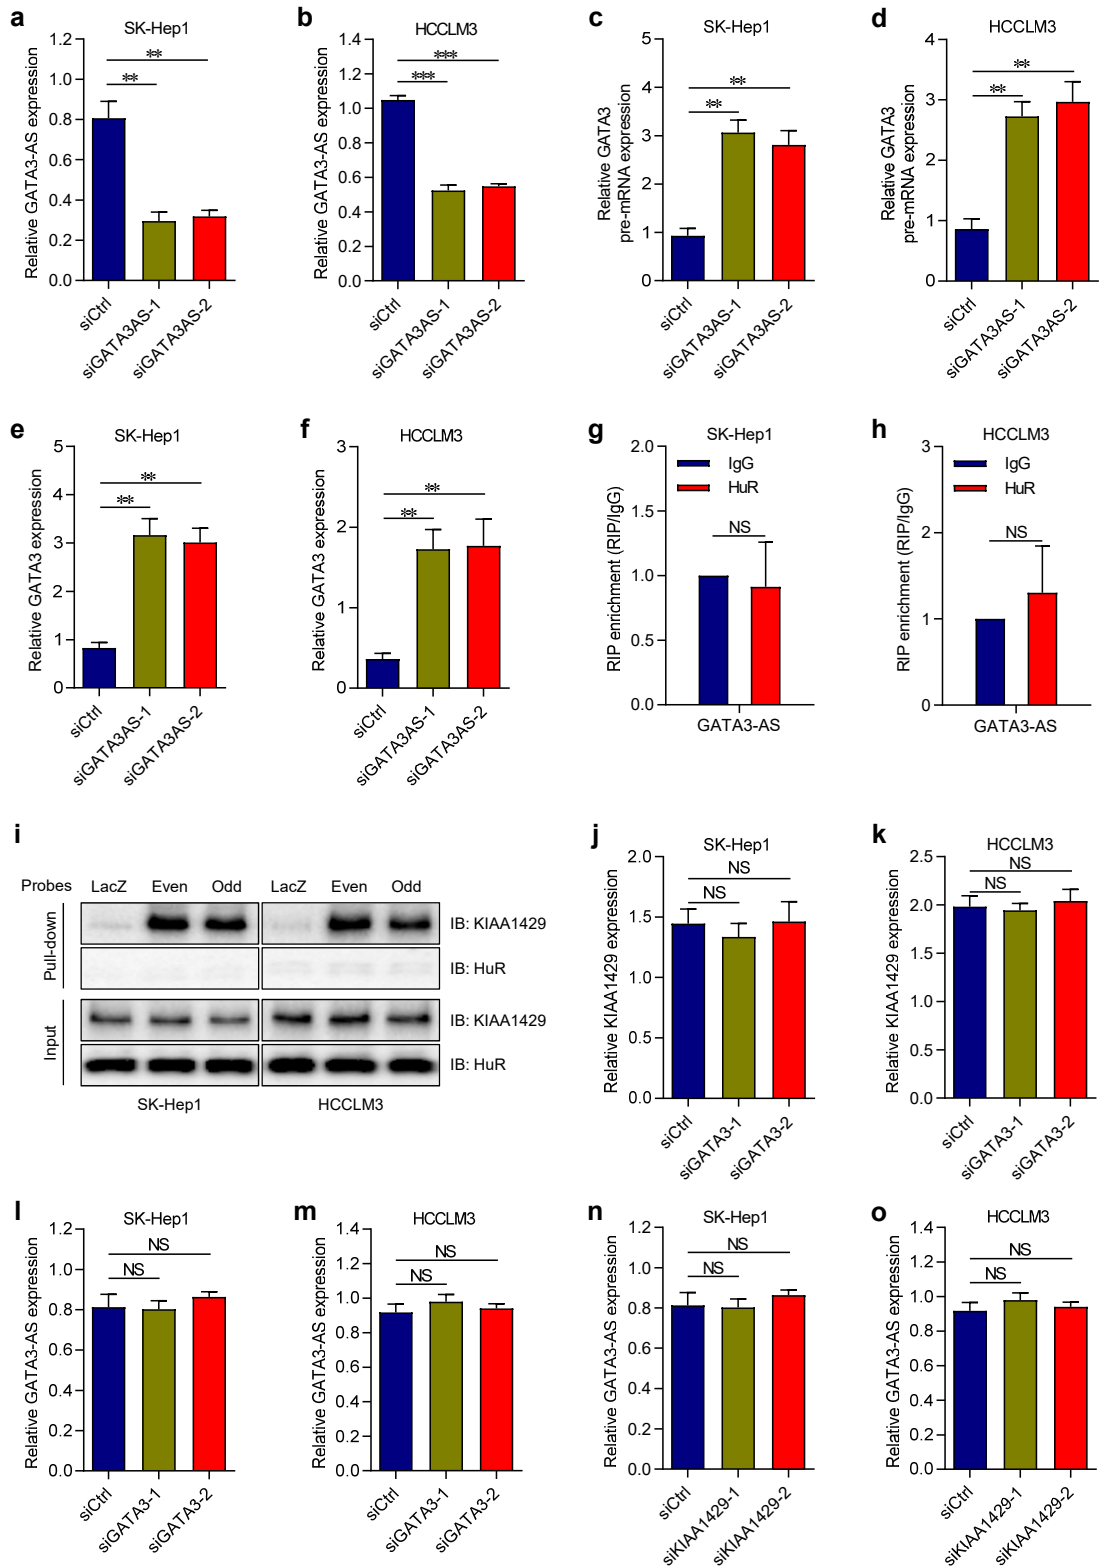 a
SK-Hep1
Relative GATA3-AS expression
1.2
1.0
0.8
0.6
0.4
0.2
0.0
**
**
siCtrl
siGATA3AS-1
siGATA3AS-2
b
HCCLM3
Relative GATA3-AS expression
1.4
1.2
1.0
0.8
0.6
0.4
0.2
0.0
***
***
siCtrl
siGATA3AS-1
siGATA3AS-2
c
SK-Hep1
Relative GATA3
pre-mRNA expression
5
4
3
2
1
0
**
**
siCtrl
siGATA3AS-1
siGATA3AS-2
d
HCCLM3
Relative GATA3
pre-mRNA expression
4
3
2
1
0
**
**
siCtrl
siGATA3AS-1
siGATA3AS-2
e
SK-Hep1
Relative GATA3 expression
5
4
3
2
1
0
**
**
siCtrl
siGATA3AS-1
siGATA3AS-2
f
HCCLM3
Relative GATA3 expression
3
2
1
0
**
**
siCtrl
siGATA3AS-1
siGATA3AS-2
g
SK-Hep1
RIP enrichment (RIP/IgG)
2.0
1.5
1.0
0.5
0.0
IgG
HuR
NS
GATA3-AS
h
HCCLM3
RIP enrichment (RIP/IgG)
3
2
1
0
IgG
HuR
NS
GATA3-AS
i
Probes LacZ Even Odd LacZ Even Odd
Pull-down
IB: KIAA1429
IB: HuR
Input
IB: KIAA1429
IB: HuR
SK-Hep1 HCCLM3
j
SK-Hep1
Relative KIAA1429 expression
2.0
1.5
1.0
0.5
0.0
NS
NS
siCtrl
siGATA3-1
siGATA3-2
k
HCCLM3
Relative KIAA1429 expression
2.5
2.0
1.5
1.0
0.5
0.0
NS
NS
siCtrl
siGATA3-1
siGATA3-2
l
SK-Hep1
Relative GATA3-AS expression
1.2
1.0
0.8
0.6
0.4
0.2
0.0
NS
NS
siCtrl
siGATA3-1
siGATA3-2
m
HCCLM3
Relative GATA3-AS expression
1.4
1.2
1.0
0.8
0.6
0.4
0.2
0.0
NS
NS
siCtrl
siGATA3-1
siGATA3-2
n
SK-Hep1
Relative GATA3-AS expression
1.2
1.0
0.8
0.6
0.4
0.2
0.0
NS
NS
siCtrl
siKIAA1429-1
siKIAA1429-2
o
HCCLM3
Relative GATA3-AS expression
1.4
1.2
1.0
0.8
0.6
0.4
0.2
0.0
NS
NS
siCtrl
siKIAA1429-1
siKIAA1429-2